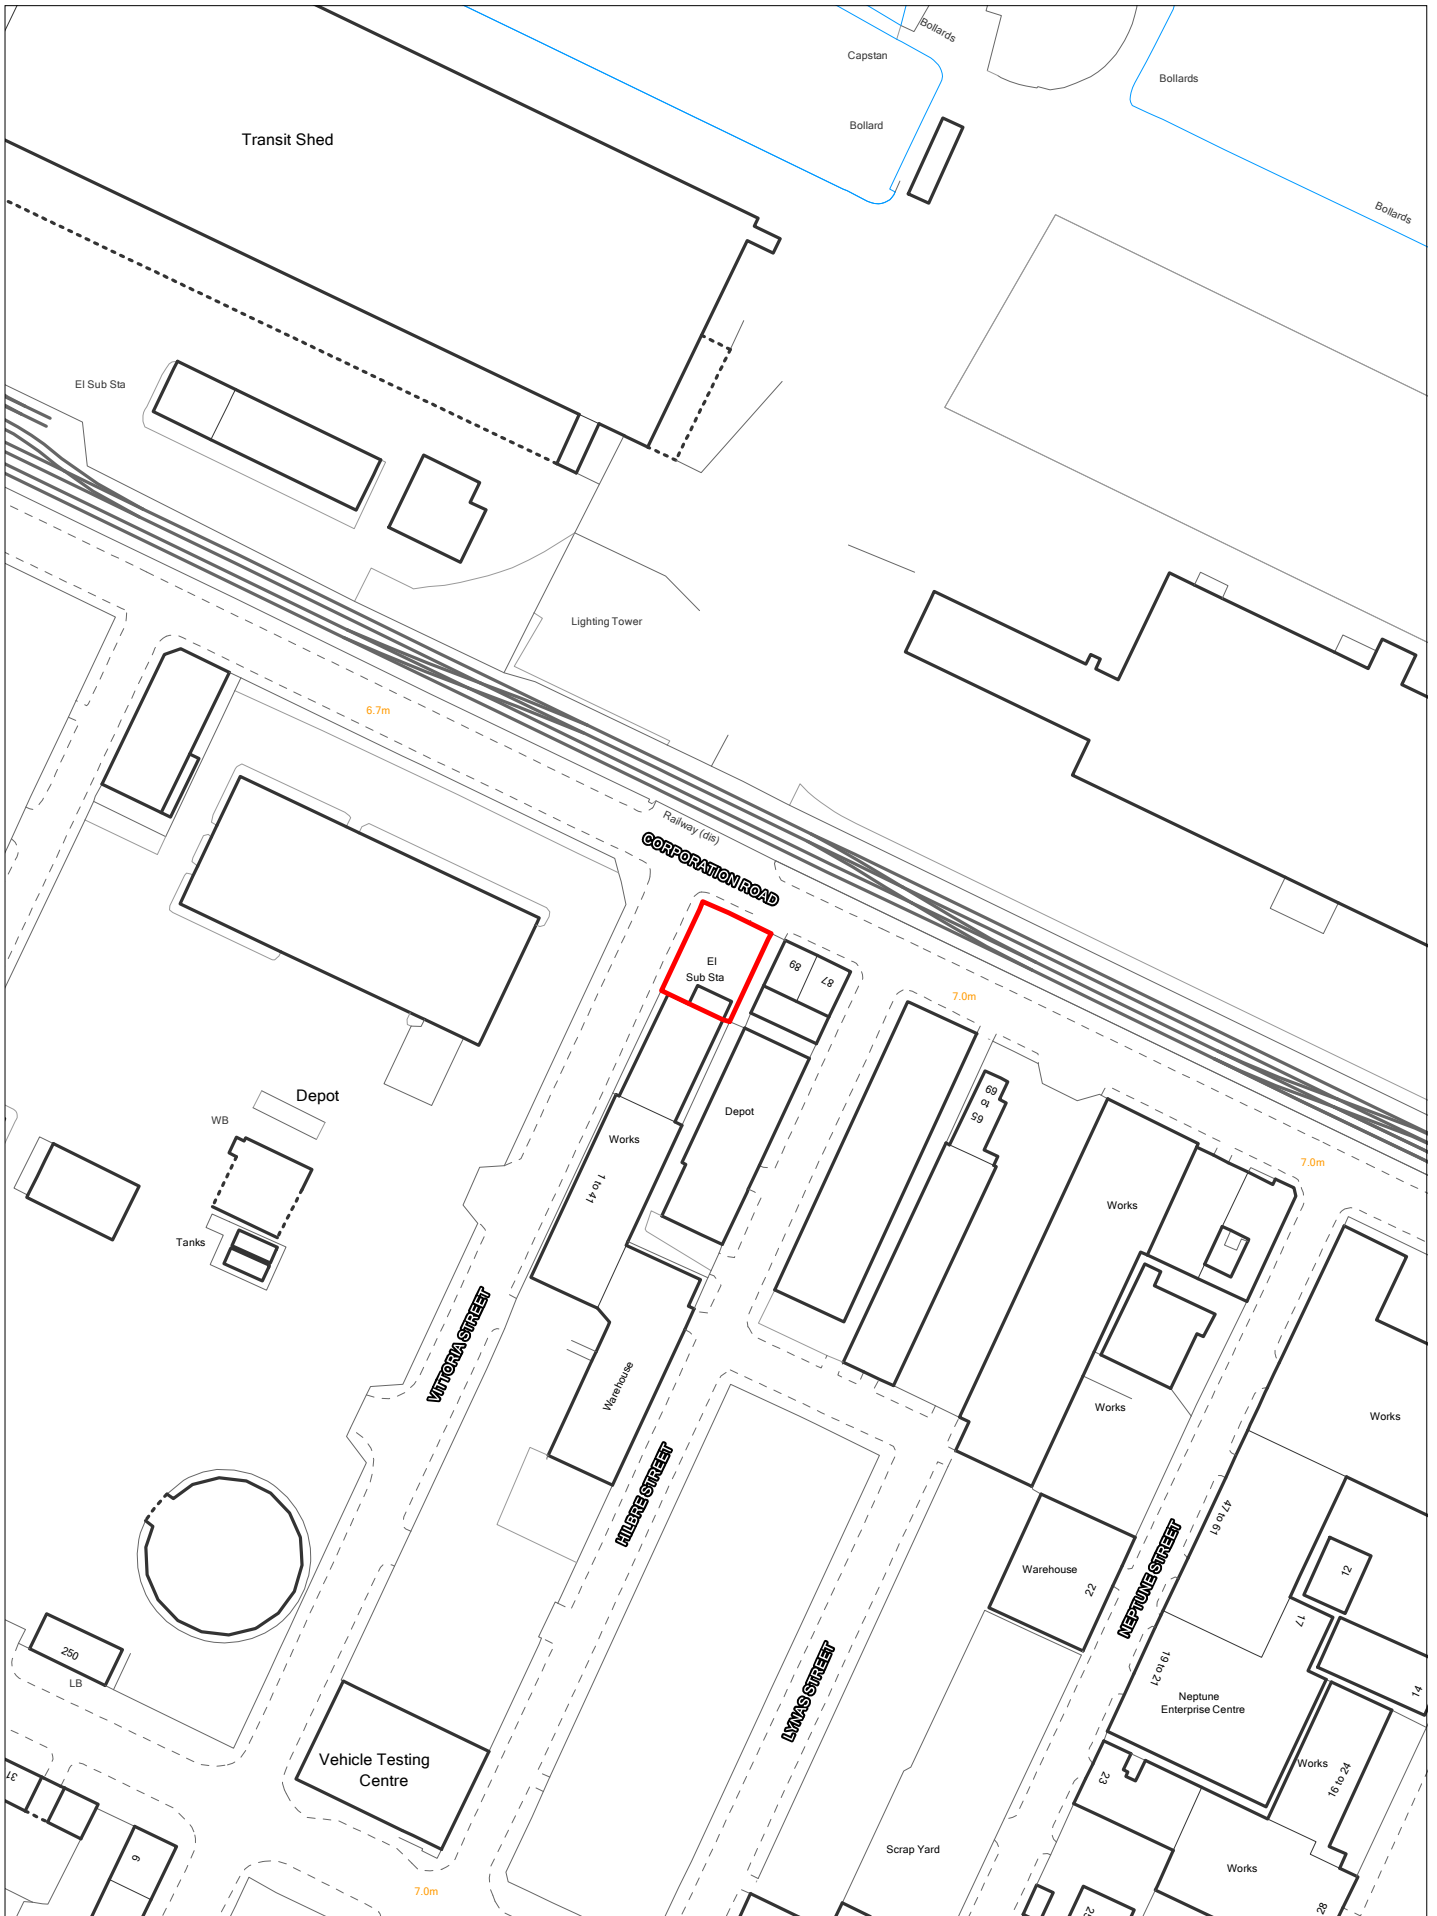 Bollards
Capstan
Bollards
Bollard
Transit Shed
Bollards
El Sub Sta
Lighting Tower
6.7m
Railway (dis)
CORPORATION ROAD
El
Sub Sta
89
87
7.0m
Depot
WB
Depot
Works
69
to
65
7.0m
1 to 41
Works
Tanks
VITTORIA STREET
Warehouse
Works
Works
HILBRE STREET
47 to 61
NEPTUNE STREET
Warehouse
22
12
17
250
LB
LYNAS STREET
19 to 21
Neptune
Enterprise Centre
14
Vehicle Testing
Centre
31
23
Works
16 to 24
6
Scrap Yard
Works
7.0m
28